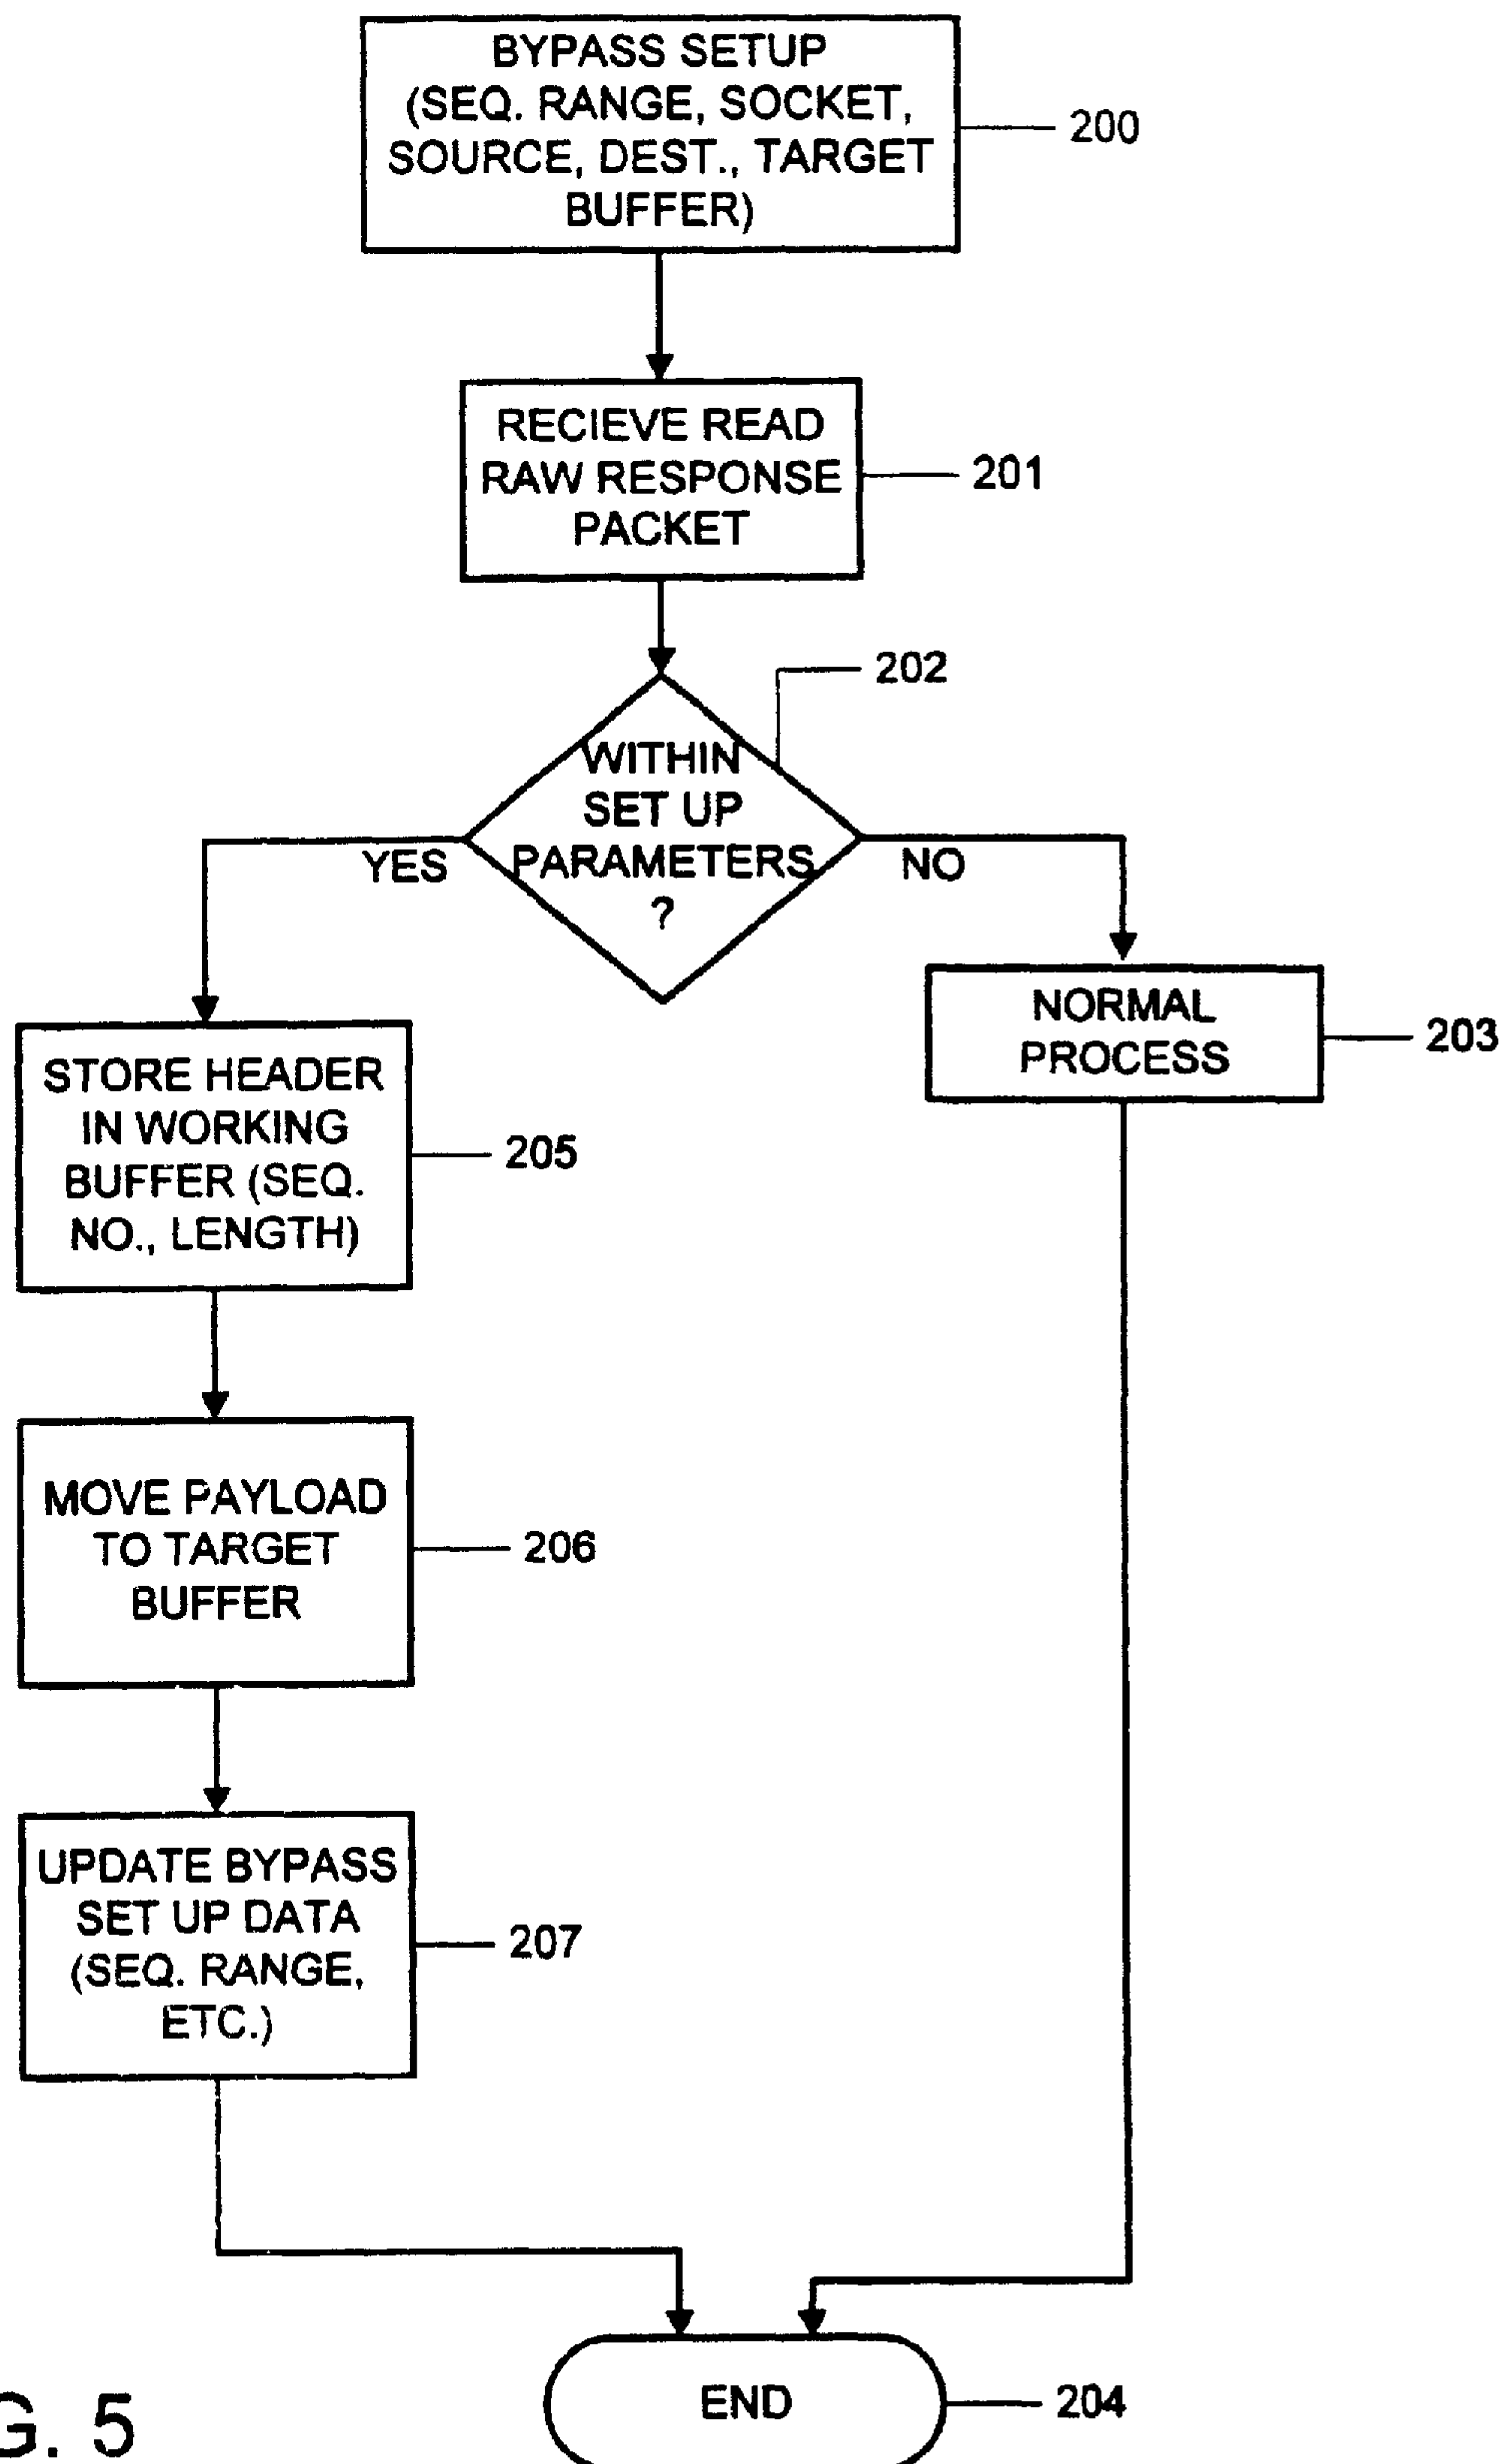 BYPASS SETUP
(SEQ. RANGE, SOCKET,
SOURCE, DEST., TARGET
BUFFER)
200
RECIEVE READ
RAW RESPONSE
PACKET
201
202
WITHIN
SET UP
PARAMETERS
?
YES
NO
NORMAL
PROCESS
203
STORE HEADER
IN WORKING
BUFFER (SEQ.
NO., LENGTH)
205
MOVE PAYLOAD
TO TARGET
BUFFER
206
UPDATE BYPASS
SET UP DATA
(SEQ. RANGE,
ETC.)
207
END
204
G. 5